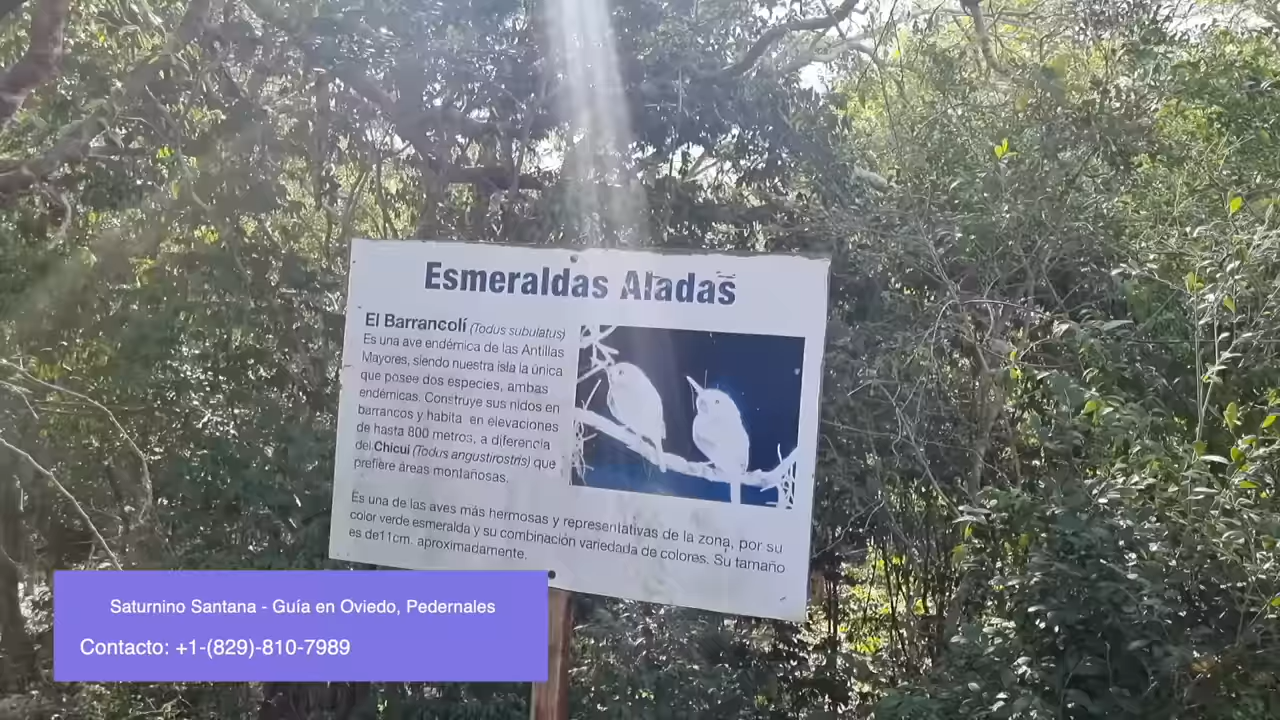 Esmeraldas Aladas
El Barrancolí (Todus subulatus)
Es una ave endémica de las Antillas
Mayores, siendo nuestra isla la única
que posee dos especies, ambas
endémicas. Construye sus nidos en
barrancos y habita en elevaciones
de hasta 800 metros, a diferencia
del Chicui (Todus angustirostris) que
prefiere áreas montañosas.
Es una de las aves más hermosas y representativas de la zona, por su
color verde esmeralda y su combinación variedada de colores. Su tamaño
es de11cm. aproximadamente.
Saturnino Santana - Guía en Oviedo, Pedernales
Contacto: +1-(829)-810-7989